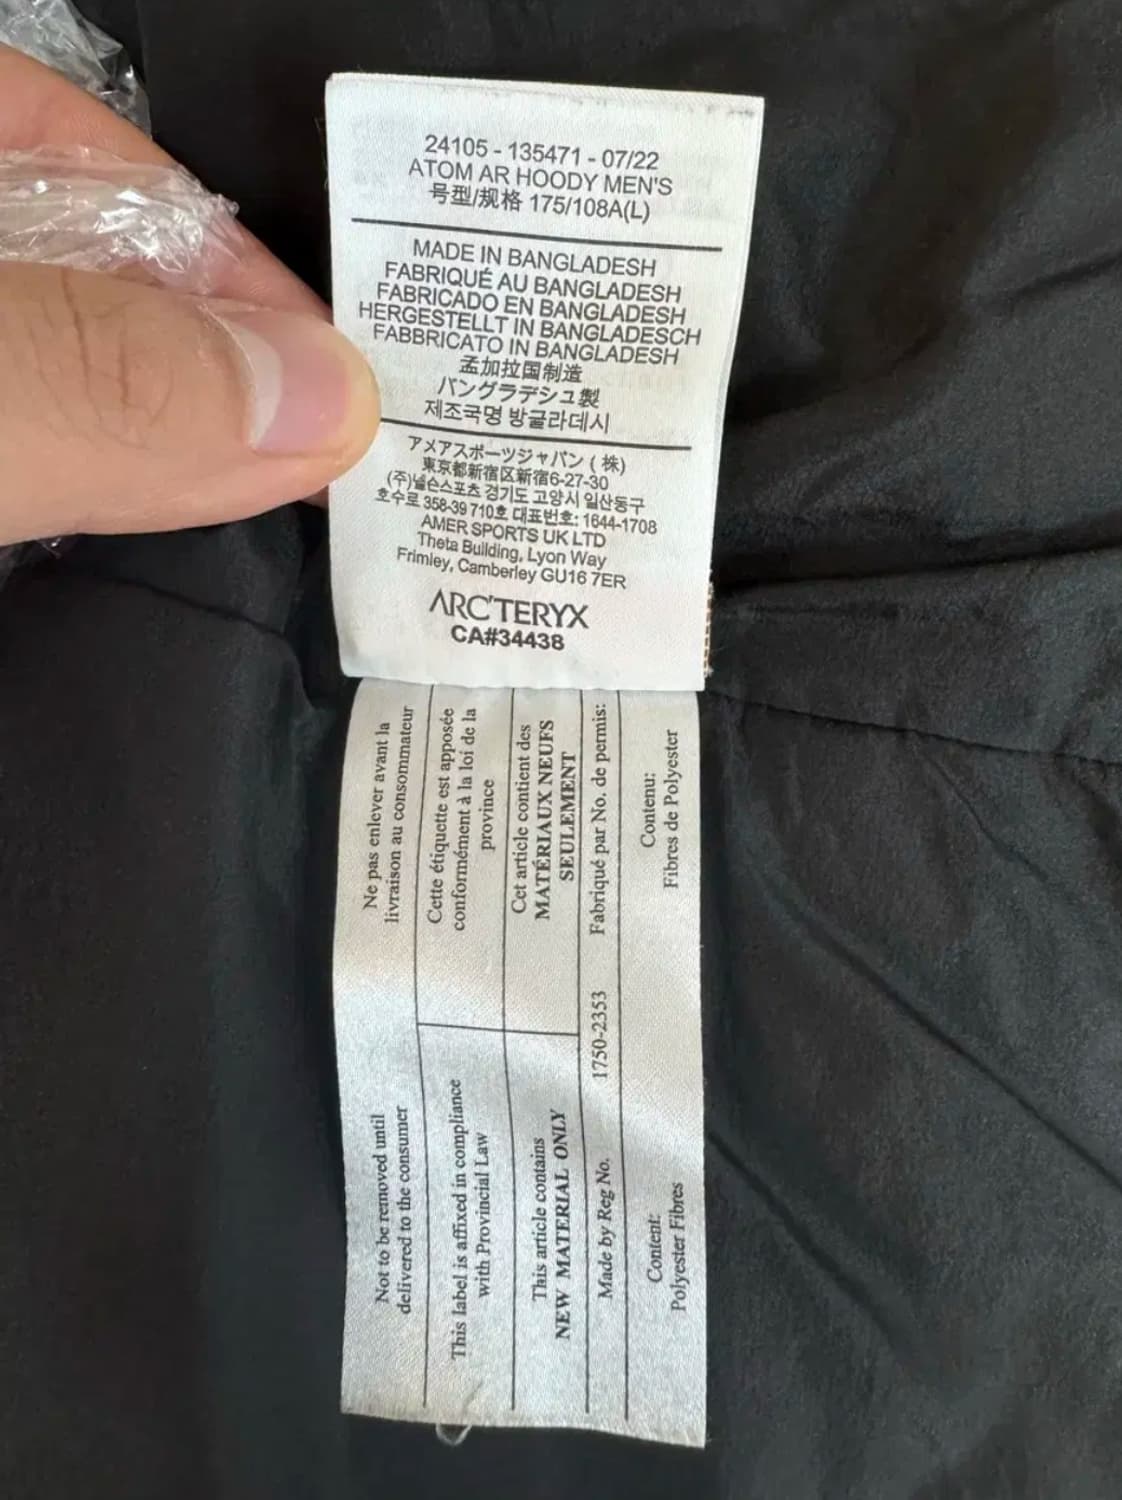 24105 - 135471 - 07/22
ATOM AR HOODY MEN'S
号型/规格 175/108A(L)
MADE IN BANGLADESH
FABRIQUÉ AU BANGLADESH
FABRICADO EN BANGLADESH
HERGESTELLT IN BANGLADESCH
FABBRICATO IN BANGLADESH
孟加拉国制造
バングラデシュ製
제조국명 방글라데시
アメアスポーツジャパン ( 株)
東京都新宿区新宿6-27-30
(주)넬슨스포츠 경기도 고양시 일산동구
호수로 358-39 710호 대표번호: 1644-1708
AMER SPORTS UK LTD
Theta Building, Lyon Way
Frimley, Camberley GU16 7ER
ARC'TERYX
CA#34438
Not to be removed until
delivered to the consumer
Ne pas enlever avant la
livraison au consommateur
This label is affixed in compliance
with Provincial Law
Cette étiquette est apposée
conformément à la loi de la
province
This article contains
NEW MATERIAL ONLY
Cet article contient des
MATÉRIAUX NEUFS
SEULEMENT
Made by Reg No. 1750-2353 Fabriqué par No. de permis:
Content:
Polyester Fibres
Contenu:
Fibres de Polyester